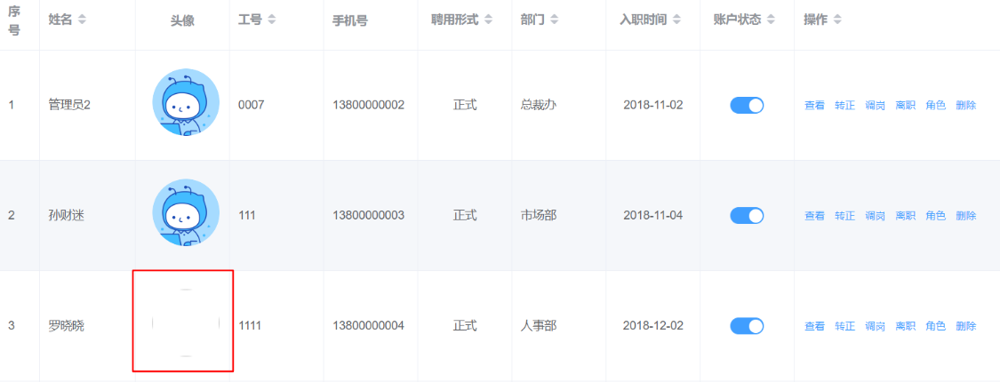 序号 姓名 头像 工号 手机号 聘用形式 部门 入职时间 账户状态 操作
1 管理员2 0007 13800000002 正式 总裁办 2018-11-02 查看 转正 调岗 离职 角色 删除
2 孙财迷 111 13800000003 正式 市场部 2018-11-04 查看 转正 调岗 离职 角色 删除
3 罗晓晓 1111 13800000004 正式 人事部 2018-12-02 查看 转正 调岗 离职 角色 删除